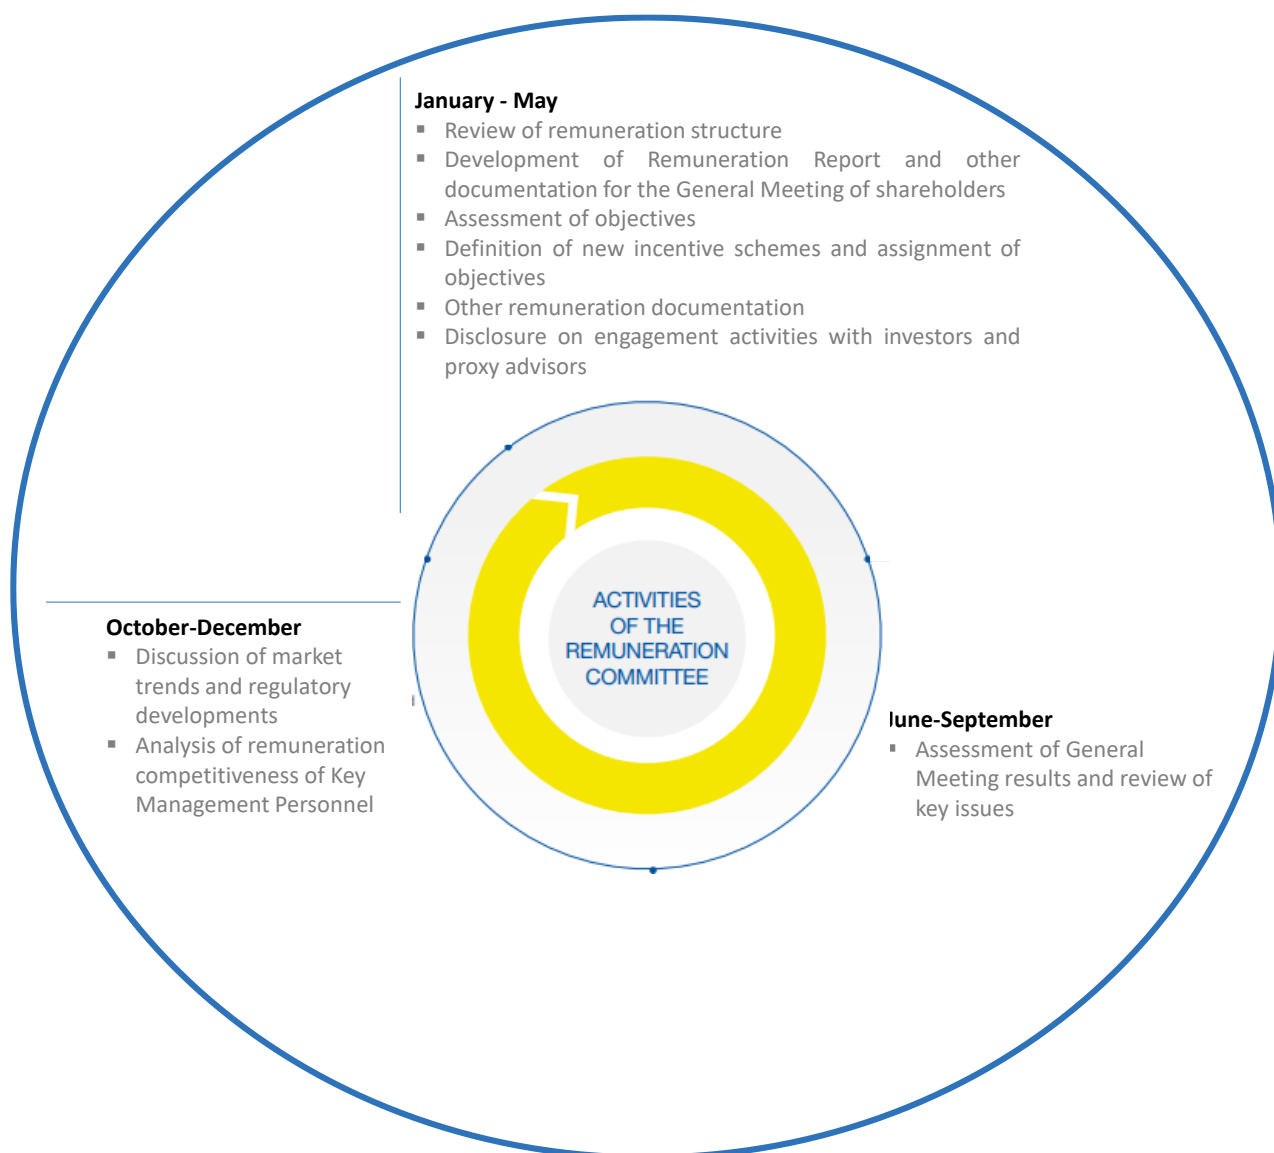 January - May
▪ Review of remuneration structure
▪ Development of Remuneration Report and other
documentation for the General Meeting of shareholders
▪ Assessment of objectives
▪ Definition of new incentive schemes and assignment of
objectives
▪ Other remuneration documentation
▪ Disclosure on engagement activities with investors and
proxy advisors
ACTIVITIES
OF THE
REMUNERATION
COMMITTEE
October-December
▪ Discussion of market
trends and regulatory
developments
▪ Analysis of remuneration
competitiveness of Key
Management Personnel
June-September
▪ Assessment of General
Meeting results and review of
key issues